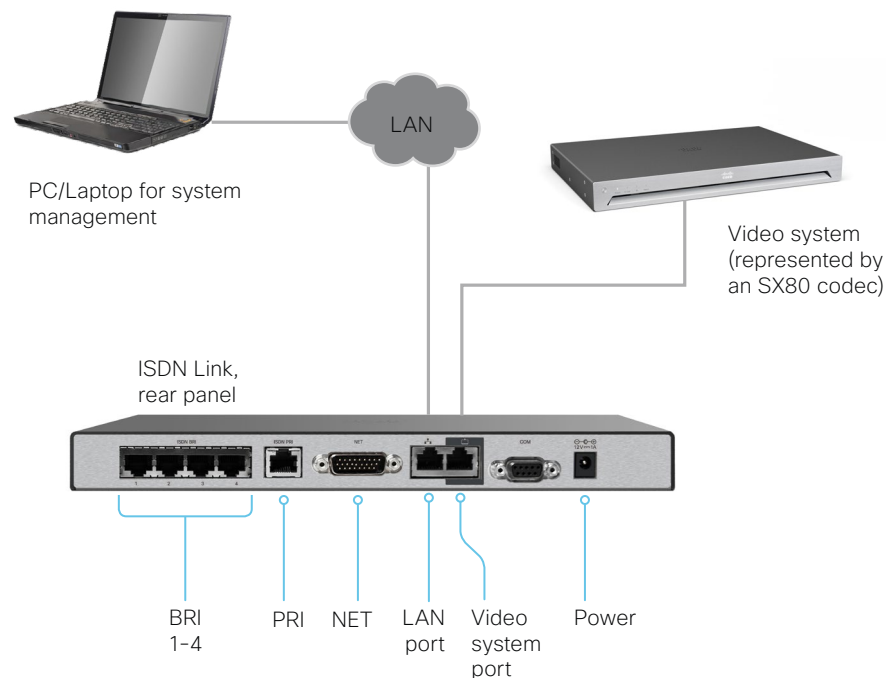 LAN
PC/Laptop for system
management
Video system
(represented by
an SX80 codec)
ISDN Link,
rear panel
ISDN BRI
ISDN PRI
NET
COM
12V 1A
1 2 3 4
BRI
1-4
PRI
NET
LAN
port
Video
system
port
Power